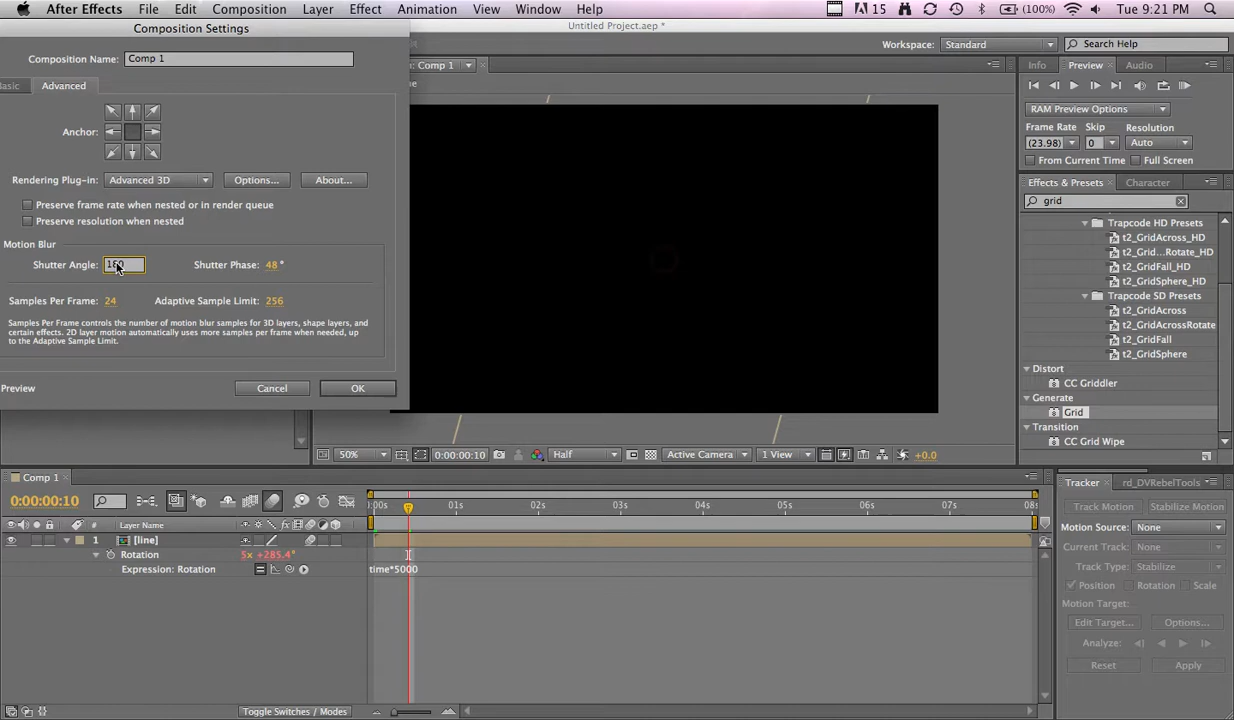 After Effects File Edit Composition Layer Effect Animation View Window Help 15 (100%) Tue 9:21 PM
Composition Settings
Untitled Project.aep *
Workspace: Standard Search Help
Composition Name: Comp 1
: Comp 1
Info Preview Audio
Basic Advanced
RAM Preview Options
Frame Rate Skip Resolution
(23.98) 0 Auto
From Current Time Full Screen
Anchor:
Rendering Plug-in: Advanced 3D Options... About...
Effects & Presets Character
grid
Preserve frame rate when nested or in render queue
Preserve resolution when nested
Trapcode HD Presets
t2_GridAcross_HD
t2_Grid...Rotate_HD
t2_GridFall_HD
t2_GridSphere_HD
Trapcode SD Presets
t2_GridAcross
t2_GridAcrossRotate
t2_GridFall
t2_GridSphere
Distort
CC Griddler
Generate
Grid
Transition
CC Grid Wipe
Motion Blur
Shutter Angle: 180 Shutter Phase: 48 °
Samples Per Frame: 24 Adaptive Sample Limit: 256
Samples Per Frame controls the number of motion blur samples for 3D layers, shape layers, and
certain effects. 2D layer motion automatically uses more samples per frame when needed, up
to the Adaptive Sample Limit.
Preview Cancel OK
50% 0:00:00:10 Half Active Camera 1 View +0.0
Comp 1
0:00:00:10
:00s 01s 02s 03s 04s 05s 06s 07s 08s
# Layer Name
1 [line]
Rotation 5x +285.4°
Expression: Rotation time*5000
Toggle Switches / Modes
Tracker rd_DVRebelTools
Track Motion Stabilize Motion
Motion Source: None
Current Track: None
Track Type: Stabilize
Position Rotation Scale
Motion Target:
Edit Target... Options...
Analyze:
Reset Apply